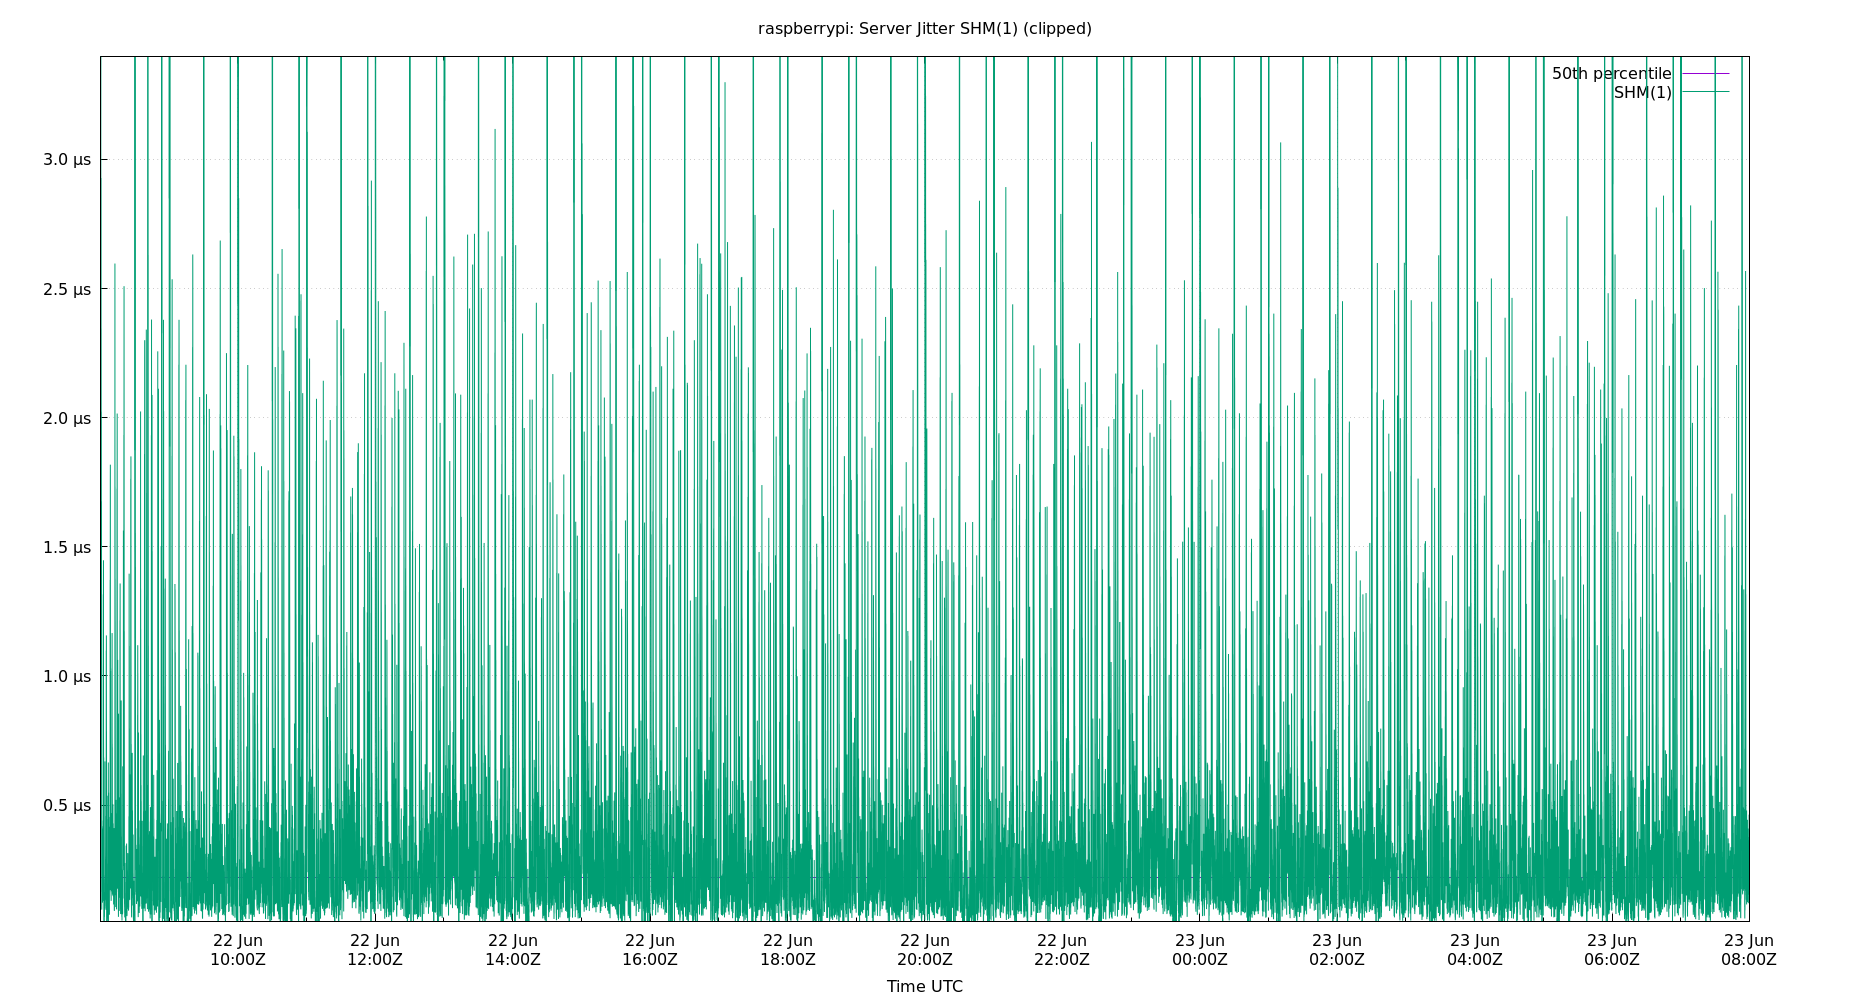 raspberrypi: Server Jitter SHM(1) (clipped)
50th percentile
SHM(1)
3.0 µs
2.5 µs
2.0 µs
1.5 µs
1.0 µs
0.5 µs
22 Jun 22 Jun 22 Jun 22 Jun 22 Jun 22 Jun 22 Jun 23 Jun 23 Jun 23 Jun 23 Jun 23 Jun
10:00Z 12:00Z 14:00Z 16:00Z 18:00Z 20:00Z 22:00Z 00:00Z 02:00Z 04:00Z 06:00Z 08:00Z
Time UTC